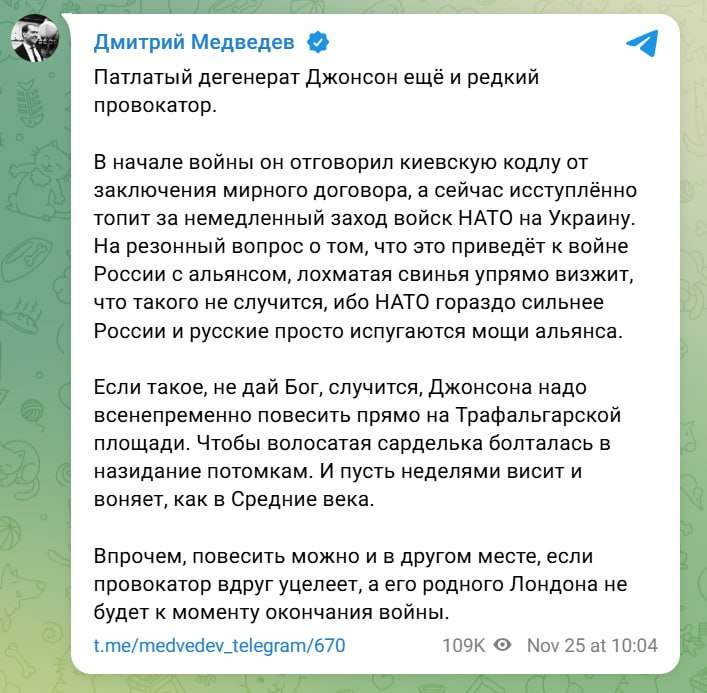 Дмитрий Медведев
Патлатый дегенерат Джонсон ещё и редкий
провокатор.
В начале войны он отговорил киевскую кодлу от
заключения мирного договора, а сейчас исступлённо
топит за немедленный заход войск НАТО на Украину.
На резонный вопрос о том, что это приведёт к войне
России с альянсом, лохматая свинья упрямо визжит,
что такого не случится, ибо НАТО гораздо сильнее
России и русские просто испугаются мощи альянса.
Если такое, не дай Бог, случится, Джонсона надо
всенепременно повесить прямо на Трафальгарской
площади. Чтобы волосатая сарделька болталась в
назидание потомкам. И пусть неделями висит и
воняет, как в Средние века.
Впрочем, повесить можно и в другом месте, если
провокатор вдруг уцелеет, а его родного Лондона не
будет к моменту окончания войны.
t.me/medvedev_telegram/670 109K Nov 25 at 10:04